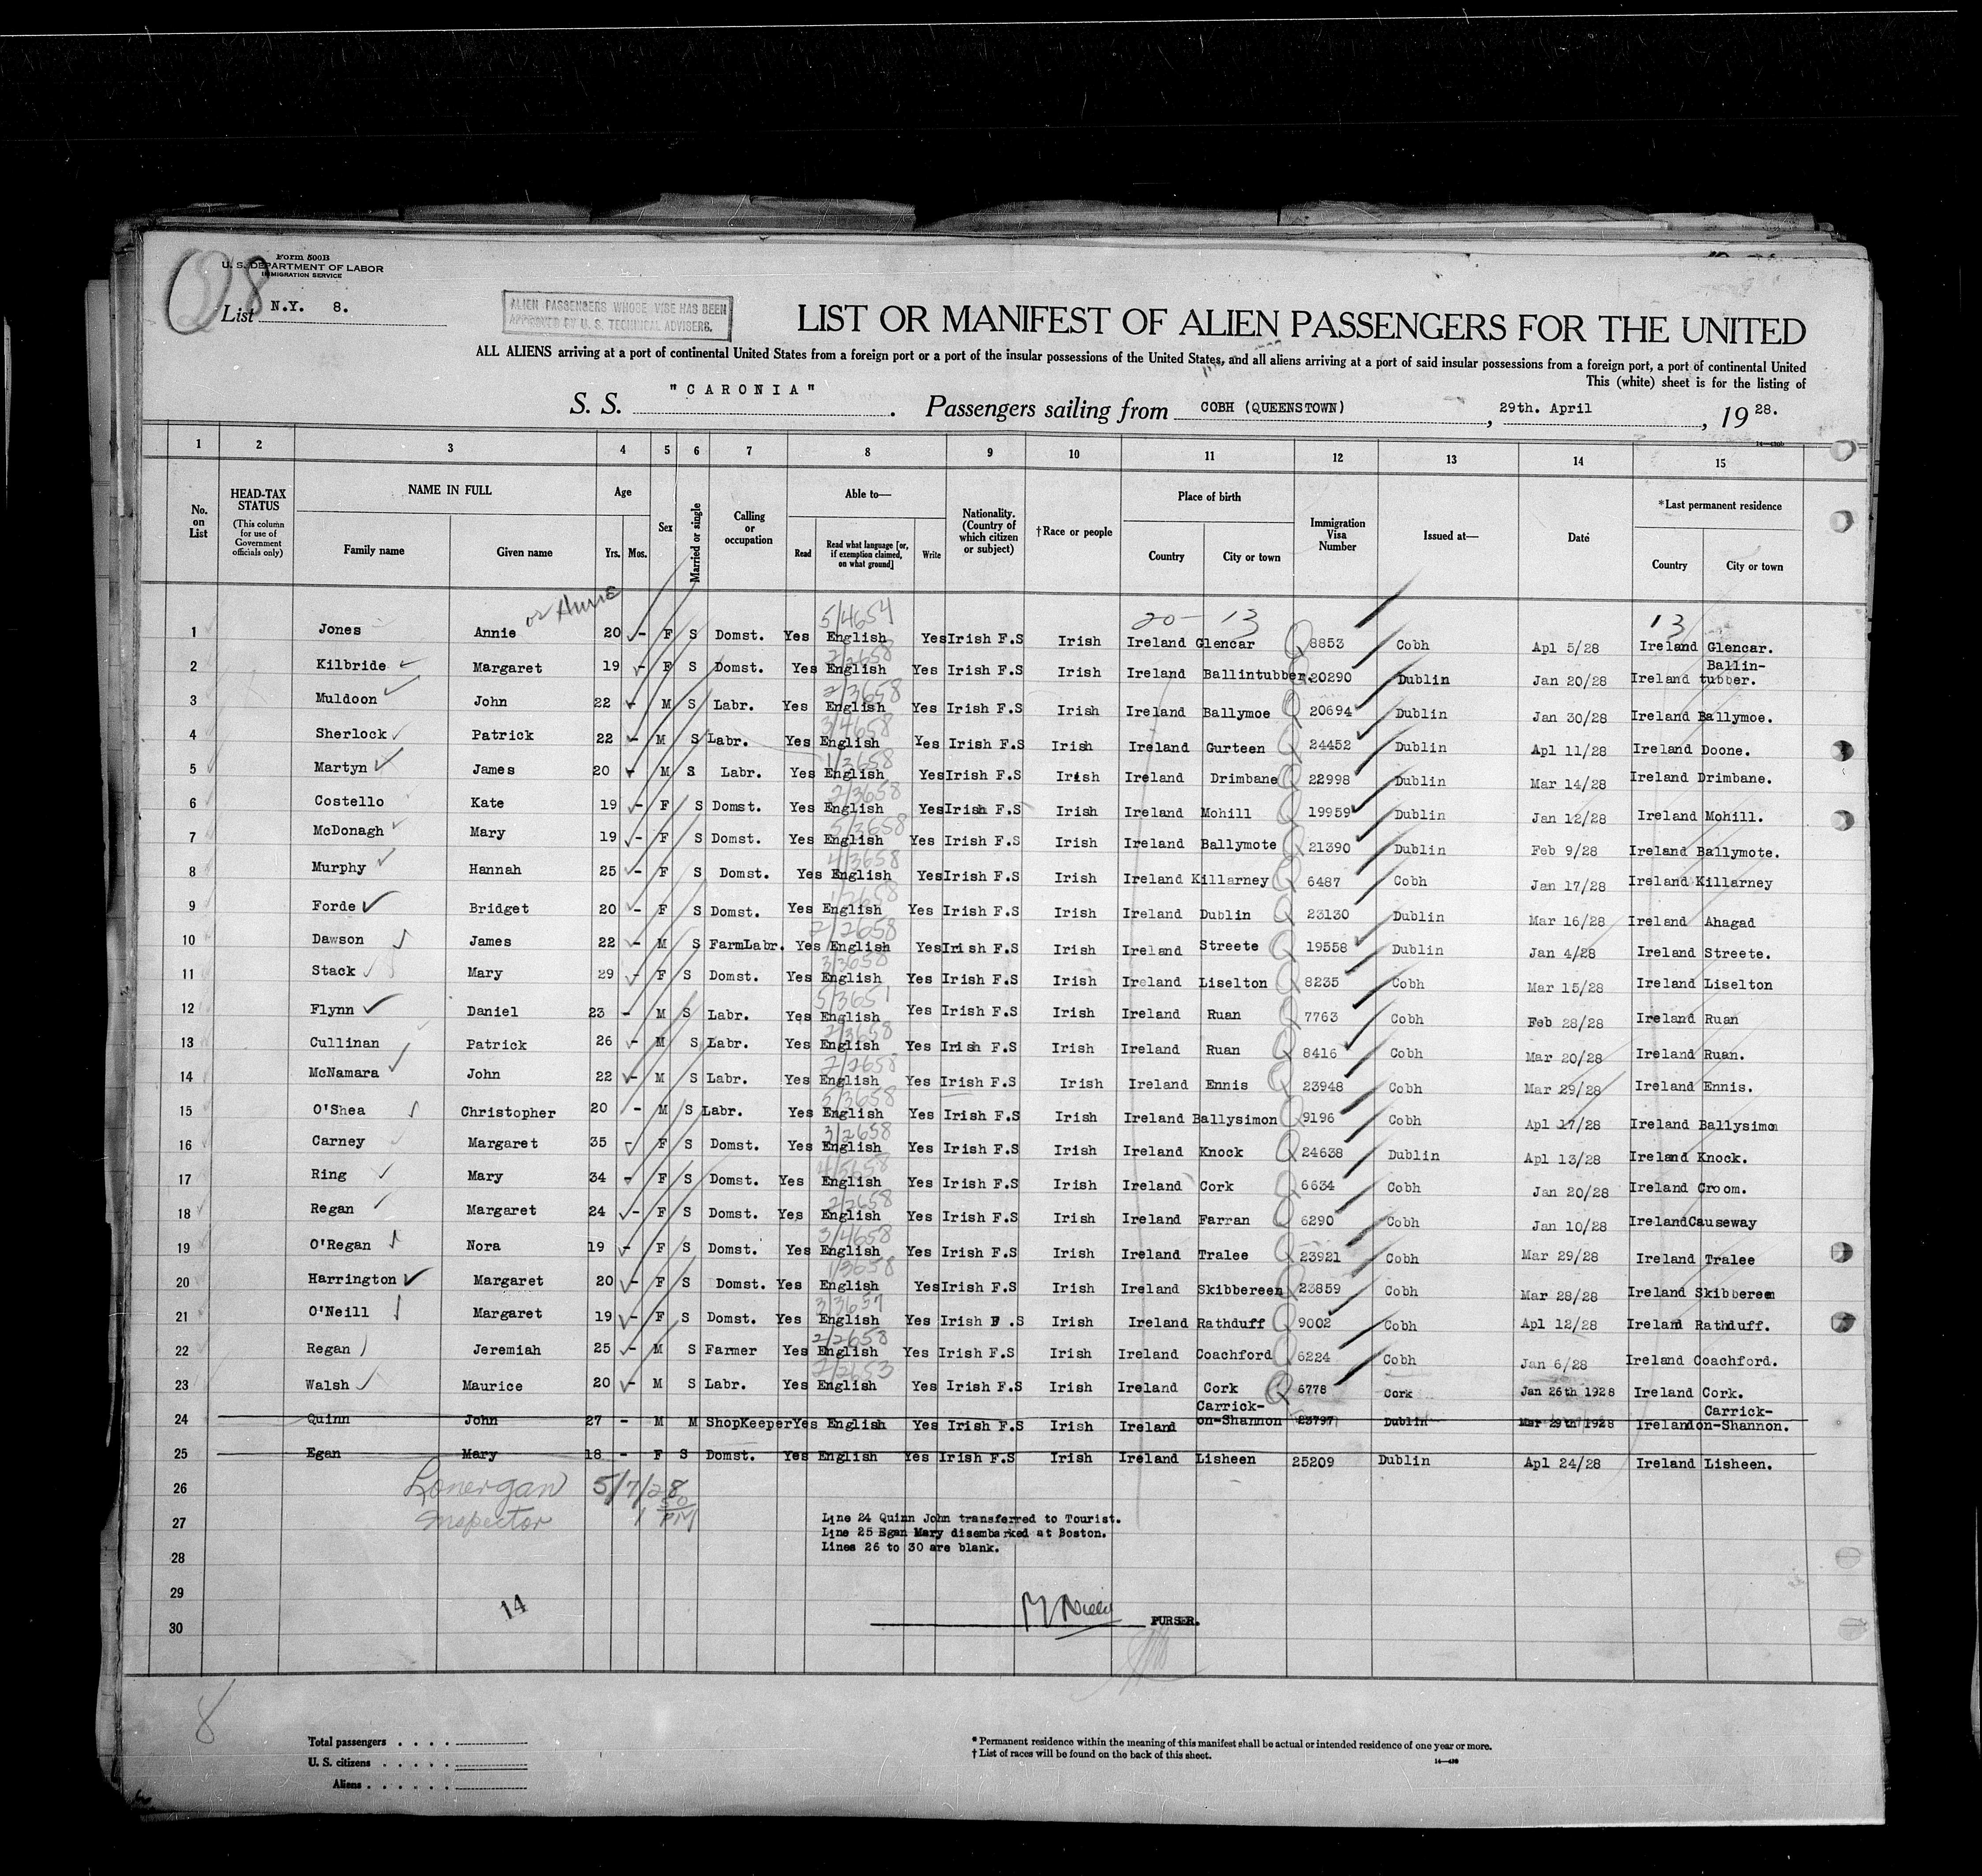 Form 500B
U. S. DEPARTMENT OF LABOR
IMMIGRATION SERVICE
28
List N.Y. 8.
ALIEN PASSENGERS WHOSE VISE HAS BEEN
APPROVED BY U. S. TECHNICAL ADVISERS.
LIST OR MANIFEST OF ALIEN PASSENGERS FOR THE UNITED
ALL ALIENS arriving at a port of continental United States from a foreign port or a port of the insular possessions of the United States, and all aliens arriving at a port of said insular possessions from a foreign port, a port of continental United
This (white) sheet is for the listing of
S. S. "CARONIA". Passengers sailing from COBH (QUEENSTOWN), 29th. April, 19 28.
1 2 3 4 5 6 7 8 9 10 11 12 13 14 15
No. on List
HEAD-TAX STATUS (This column for use of Government officials only)
NAME IN FULL Family name Given name
Age Yrs. Mos.
Sex
Married or single
Calling or occupation
Able to— Read Read what language [or, if exemption claimed, on what ground] Write
Nationality. (Country of which citizen or subject)
†Race or people
Place of birth Country City or town
Immigration Visa Number
Issued at—
Date
*Last permanent residence Country City or town
or Anne 5/4654 20 - 13 13
1 Jones Annie 20 - F S Domst. Yes English Yes Irish F.S Irish Ireland Glencar Q 8853 Cobh Apl 5/28 Ireland Glencar.
2 Kilbride Margaret 19 - F S Domst. Yes English Yes Irish F.S Irish Ireland Ballintubber. 20290 Dublin Jan 20/28 Ireland Ballin-tubber.
3 Muldoon John 22 - M S Labr. Yes English Yes Irish F.S Irish Ireland Ballymoe Q 20694 Dublin Jan 30/28 Ireland Ballymoe.
4 Sherlock Patrick 22 - M S Labr. Yes English Yes Irish F.S Irish Ireland Gurteen Q 24452 Dublin Apl 11/28 Ireland Doone.
5 Martyn James 20 - M S Labr. Yes English Yes Irish F.S Irish Ireland Drimbane Q 22998 Dublin Mar 14/28 Ireland Drimbane.
6 Costello Kate 19 - F S Domst. Yes English Yes Irish F.S Irish Ireland Mohill Q 19959 Dublin Jan 12/28 Ireland Mohill.
7 McDonagh Mary 19 - F S Domst. Yes English Yes Irish F.S Irish Ireland Ballymote Q 21390 Dublin Feb 9/28 Ireland Ballymote.
8 Murphy Hannah 25 - F S Domst. Yes English Yes Irish F.S Irish Ireland Killarney Q 6487 Cobh Jan 17/28 Ireland Killarney
9 Forde Bridget 20 - F S Domst. Yes English Yes Irish F.S Irish Ireland Dublin Q 23130 Dublin Mar 16/28 Ireland Ahagad
10 Dawson James 22 - M S FarmLabr. Yes English Yes Irish F.S Irish Ireland Streete Q 19558 Dublin Jan 4/28 Ireland Streete.
11 Stack Mary 29 - F S Domst. Yes English Yes Irish F.S Irish Ireland Liselton Q 8235 Cobh Mar 15/28 Ireland Liselton
12 Flynn Daniel 23 - M S Labr. Yes English Yes Irish F.S Irish Ireland Ruan Q 7763 Cobh Feb 28/28 Ireland Ruan
13 Cullinan Patrick 26 - M S Labr. Yes English Yes Irish F.S Irish Ireland Ruan Q 8416 Cobh Mar 20/28 Ireland Ruan.
14 McNamara John 22 - M S Labr. Yes English Yes Irish F.S Irish Ireland Ennis Q 23948 Cobh Mar 29/28 Ireland Ennis.
15 O'Shea Christopher 20 - M S Labr. Yes English Yes Irish F.S Irish Ireland Ballysimon Q 9196 Cobh Apl 17/28 Ireland Ballysimon
16 Carney Margaret 35 - F S Domst. Yes English Yes Irish F.S Irish Ireland Knock Q 24638 Dublin Apl 13/28 Ireland Knock.
17 Ring Mary 34 - F S Domst. Yes English Yes Irish F.S Irish Ireland Cork Q 6634 Cobh Jan 20/28 Ireland Croom.
18 Regan Margaret 24 - F S Domst. Yes English Yes Irish F.S Irish Ireland Farran Q 6290 Cobh Jan 10/28 Ireland Causeway
19 O'Regan Nora 19 - F S Domst. Yes English Yes Irish F.S Irish Ireland Tralee Q 23921 Cobh Mar 29/28 Ireland Tralee
20 Harrington Margaret 20 - F S Domst. Yes English Yes Irish F.S Irish Ireland Skibbereen Q 23859 Cobh Mar 28/28 Ireland Skibbereen
21 O'Neill Margaret 19 - F S Domst. Yes English Yes Irish F .S Irish Ireland Rathduff Q 9002 Cobh Apl 12/28 Ireland Rathduff.
22 Regan Jeremiah 25 - M S Farmer Yes English Yes Irish F.S Irish Ireland Coachford Q 6224 Cobh Jan 6/28 Ireland Coachford.
23 Walsh Maurice 20 - M S Labr. Yes English Yes Irish F.S Irish Ireland Cork Q 6778 Cork Jan 26th 1928 Ireland Cork.
24 Quinn John 27 - M M ShopKeeper Yes English Yes Irish F.S Irish Ireland Carrick-on-Shannon 23797 Dublin Mar 29th 1928 Ireland Carrick-on-Shannon.
25 Egan Mary 18 - F S Domst. Yes English Yes Irish F.S Irish Ireland Lisheen 25209 Dublin Apl 24/28 Ireland Lisheen.
26 Lonergan 5/7/28
Inspector 1 50 PM
27 Line 24 Quinn John transferred to Tourist.
Line 25 Egan Mary disembarked at Boston.
Lines 26 to 30 are blank.
28
29
14
30 PURSER.
8
Total passengers . . . .
U. S. citizens . . . . .
Aliens . . . . . .
* Permanent residence within the meaning of this manifest shall be actual or intended residence of one year or more.
† List of races will be found on the back of this sheet.
14—430